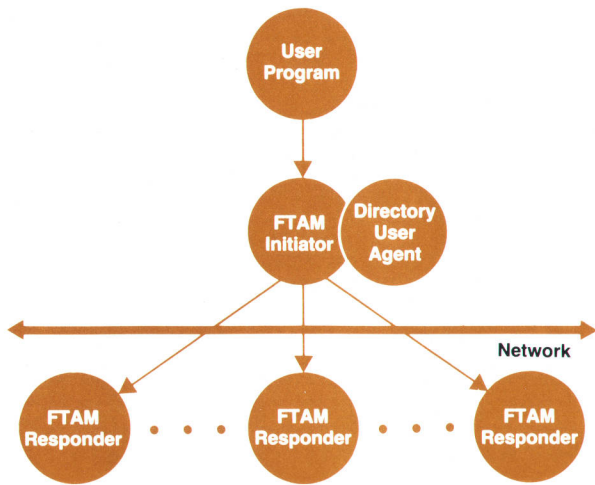 User
Program
FTAM
Initiator
Directory
User
Agent
Network
FTAM
Responder
FTAM
Responder
FTAM
Responder